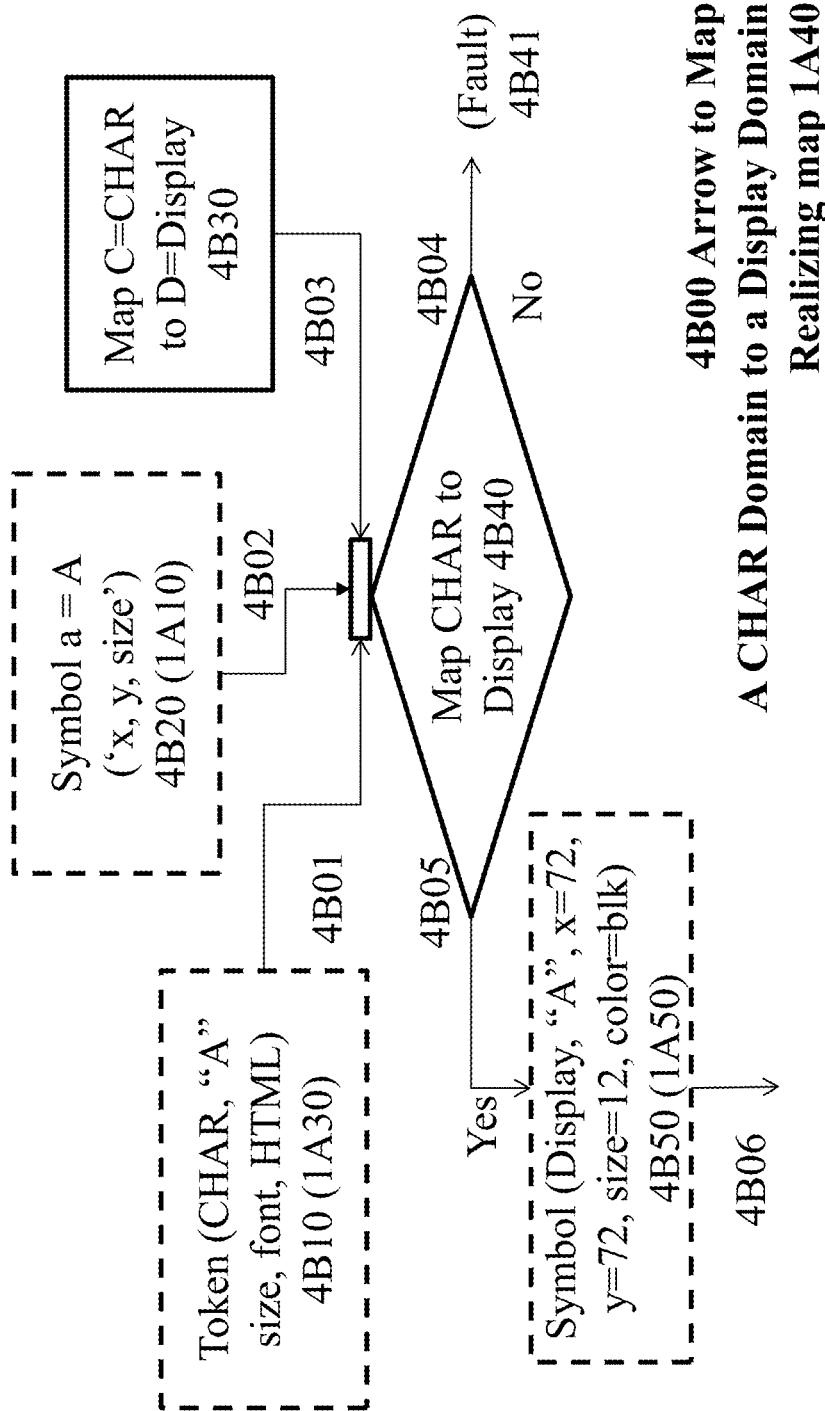 Token (CHAR, “A”
size, font, HTML)
4B10 (1A30)
Symbol a = A
(‘x, y, size’)
4B20 (1A10)
Map C=CHAR
to D=Display
4B30
4B01
4B02
4B03
Map CHAR to
Display 4B40
4B05
4B04
Yes
No
(Fault)
4B41
Symbol (Display, “A”, x=72,
y=72, size=12, color=blk)
4B50 (1A50)
4B06
4B00 Arrow to Map
A CHAR Domain to a Display Domain
Realizing map 1A40